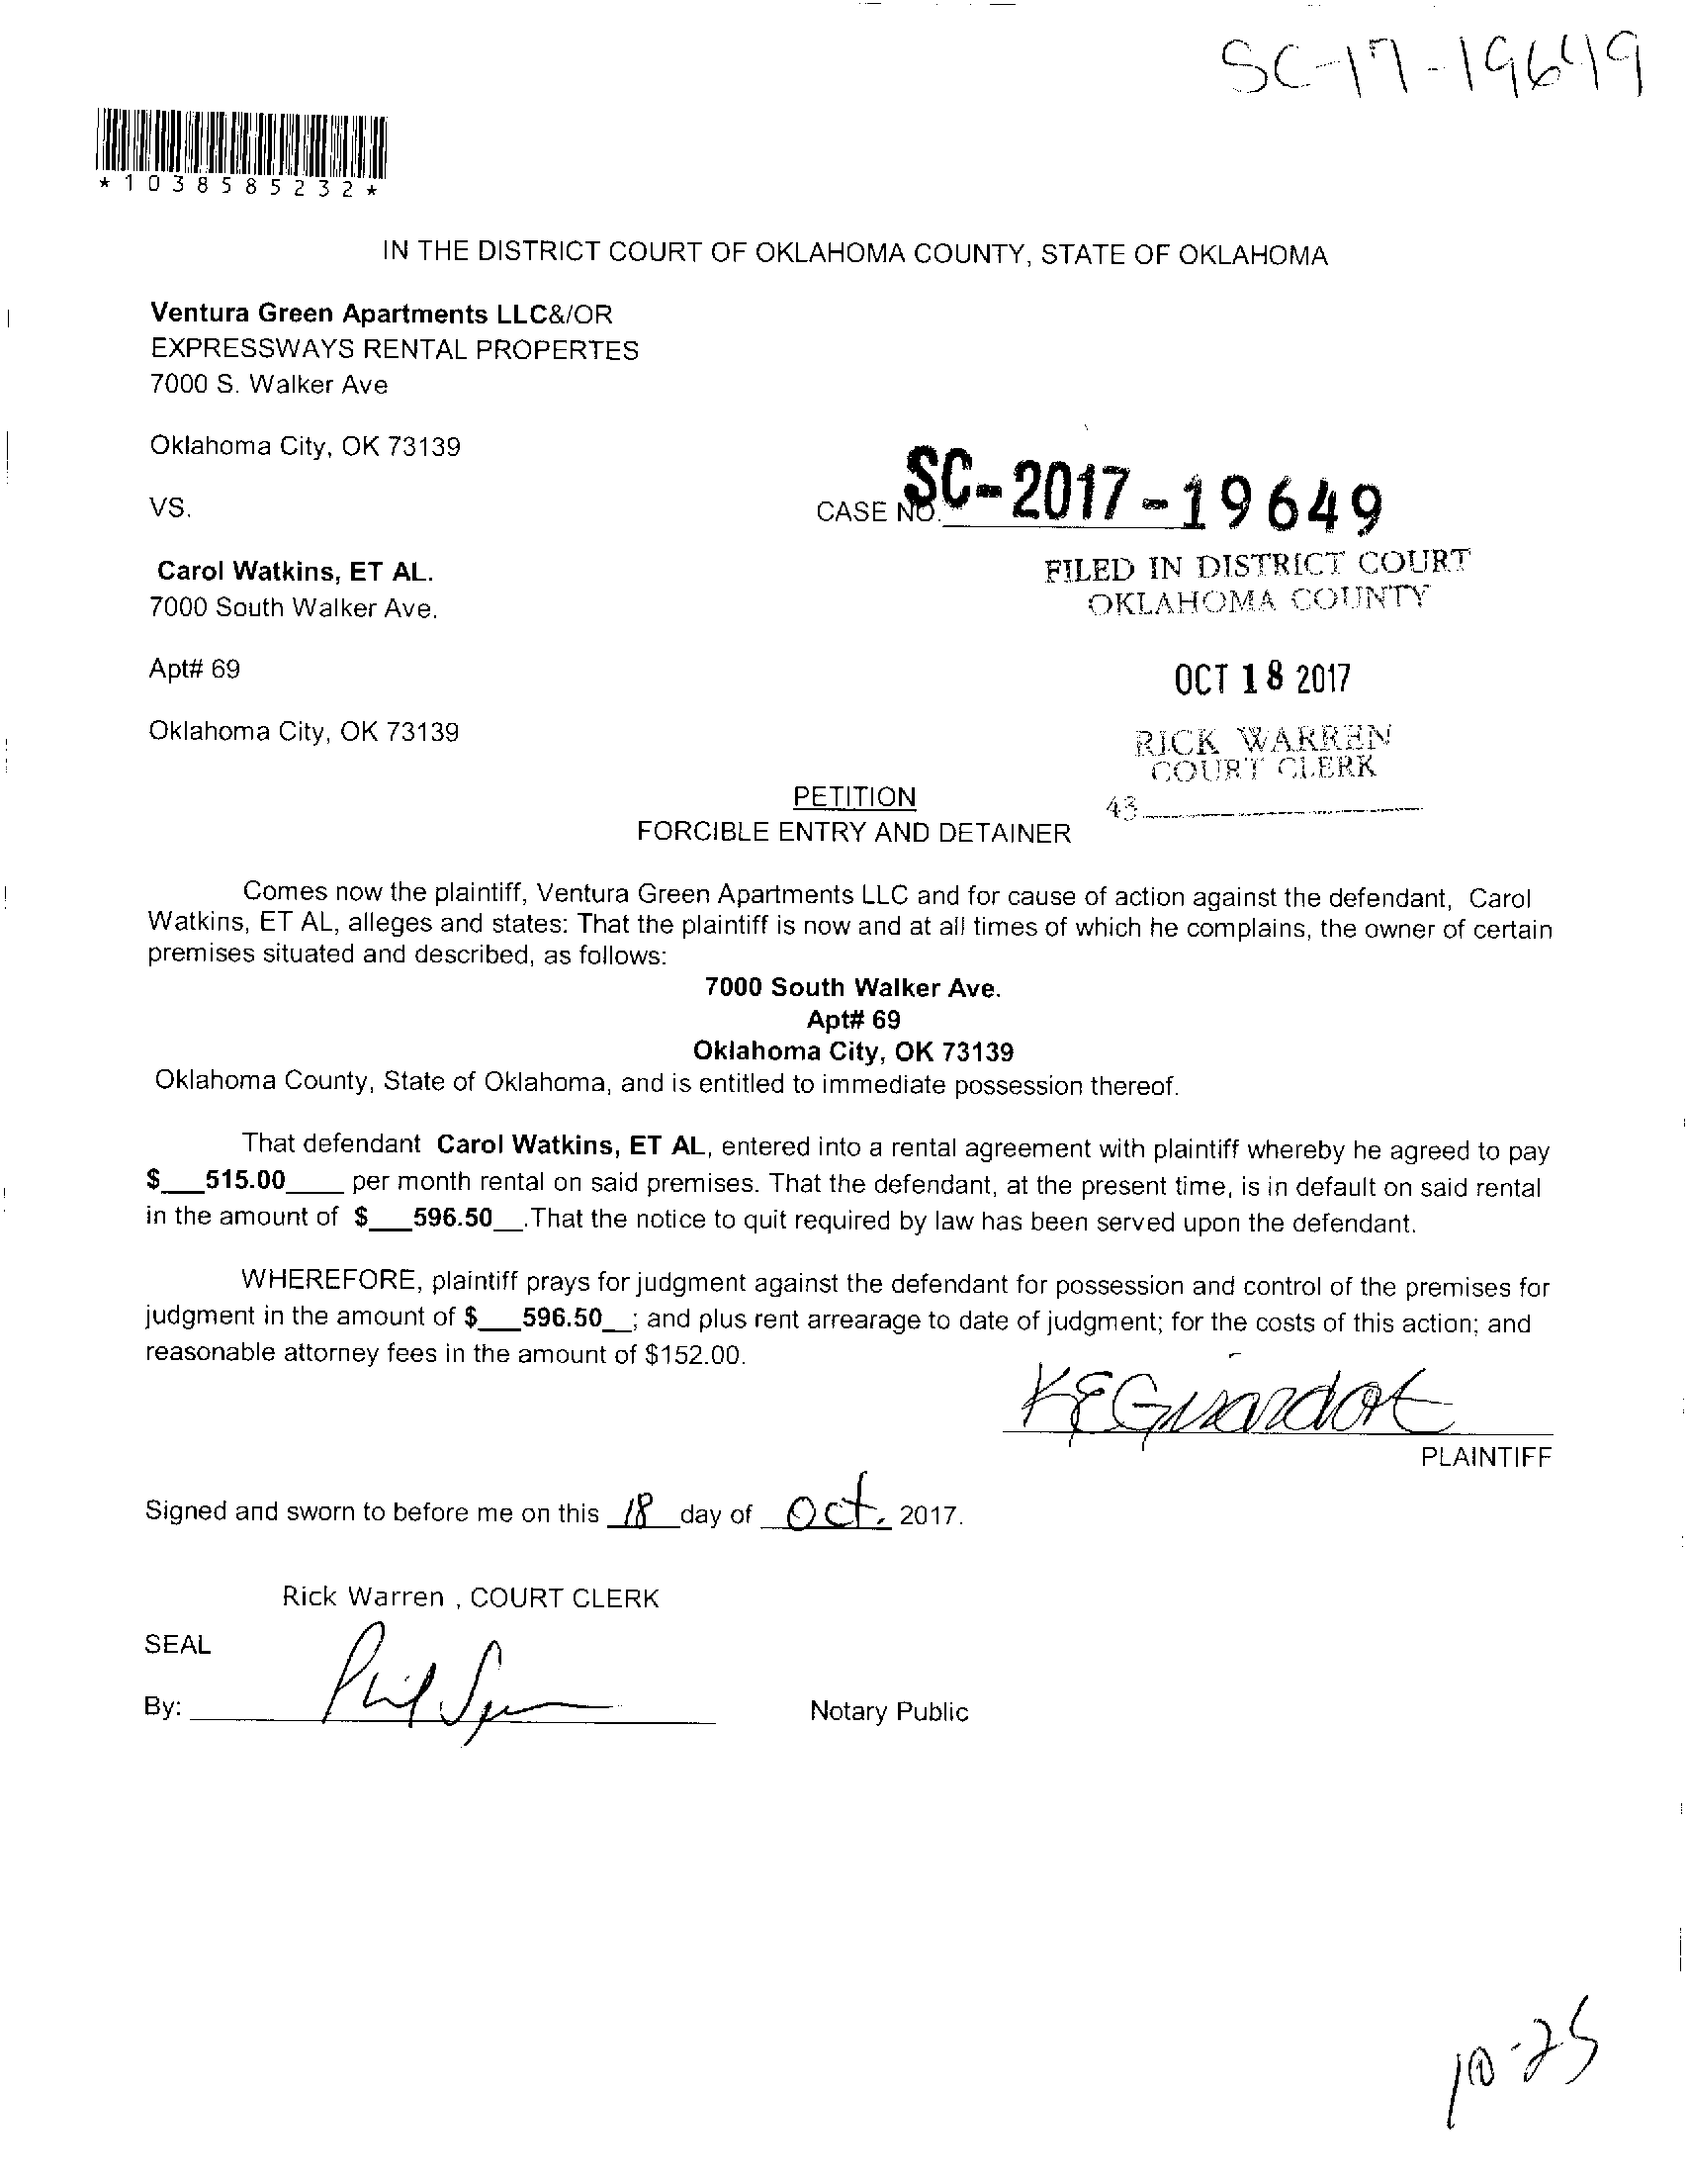 SC-17-19649
*1038585232*
IN THE DISTRICT COURT OF OKLAHOMA COUNTY, STATE OF OKLAHOMA
Ventura Green Apartments LLC&/OR
EXPRESSWAYS RENTAL PROPERTES
7000 S. Walker Ave
Oklahoma City, OK 73139
VS.
CASE NO. SC-2017-19649
Carol Watkins, ET AL.
7000 South Walker Ave.
FILED IN DISTRICT COURT
OKLAHOMA COUNTY
Apt# 69
OCT 18 2017
Oklahoma City, OK 73139
RICK WARREN
COURT CLERK
43
PETITION
FORCIBLE ENTRY AND DETAINER
Comes now the plaintiff, Ventura Green Apartments LLC and for cause of action against the defendant, Carol
Watkins, ET AL, alleges and states: That the plaintiff is now and at all times of which he complains, the owner of certain
premises situated and described, as follows:
7000 South Walker Ave.
Apt# 69
Oklahoma City, OK 73139
Oklahoma County, State of Oklahoma, and is entitled to immediate possession thereof.
That defendant Carol Watkins, ET AL, entered into a rental agreement with plaintiff whereby he agreed to pay
$___515.00____ per month rental on said premises. That the defendant, at the present time, is in default on said rental
in the amount of $___596.50__.That the notice to quit required by law has been served upon the defendant.
WHEREFORE, plaintiff prays for judgment against the defendant for possession and control of the premises for
judgment in the amount of $___596.50__; and plus rent arrearage to date of judgment; for the costs of this action; and
reasonable attorney fees in the amount of $152.00.
KEGirardot
PLAINTIFF
Signed and sworn to before me on this 18 day of Oct. 2017.
Rick Warren , COURT CLERK
SEAL
By: Phil
Notary Public
10-25